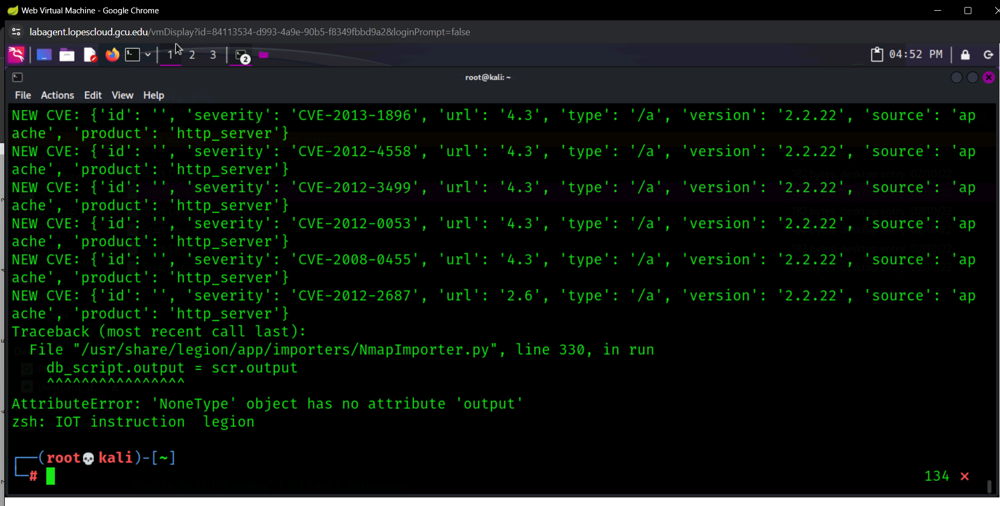 Web Virtual Machine - Google Chrome
labagent.lopescloud.gcu.edu/vmDisplay?id=84113534-d993-4a9e-90b5-f8349fbbd9a2&loginPrompt=false
1 2 3 2 04:52 PM
root@kali: ~
File Actions Edit View Help
NEW CVE: {'id': '', 'severity': 'CVE-2013-1896', 'url': '4.3', 'type': '/a', 'version': '2.2.22', 'source': 'ap
ache', 'product': 'http_server'}
NEW CVE: {'id': '', 'severity': 'CVE-2012-4558', 'url': '4.3', 'type': '/a', 'version': '2.2.22', 'source': 'ap
ache', 'product': 'http_server'}
NEW CVE: {'id': '', 'severity': 'CVE-2012-3499', 'url': '4.3', 'type': '/a', 'version': '2.2.22', 'source': 'ap
ache', 'product': 'http_server'}
NEW CVE: {'id': '', 'severity': 'CVE-2012-0053', 'url': '4.3', 'type': '/a', 'version': '2.2.22', 'source': 'ap
ache', 'product': 'http_server'}
NEW CVE: {'id': '', 'severity': 'CVE-2008-0455', 'url': '4.3', 'type': '/a', 'version': '2.2.22', 'source': 'ap
ache', 'product': 'http_server'}
NEW CVE: {'id': '', 'severity': 'CVE-2012-2687', 'url': '2.6', 'type': '/a', 'version': '2.2.22', 'source': 'ap
ache', 'product': 'http_server'}
Traceback (most recent call last):
  File "/usr/share/legion/app/importers/NmapImporter.py", line 330, in run
    db_script.output = scr.output
    ^^^^^^^^^^^^^^^^
AttributeError: 'NoneType' object has no attribute 'output'
zsh: IOT instruction  legion
┌──(root💀kali)-[~]
└─# 134 ⨯